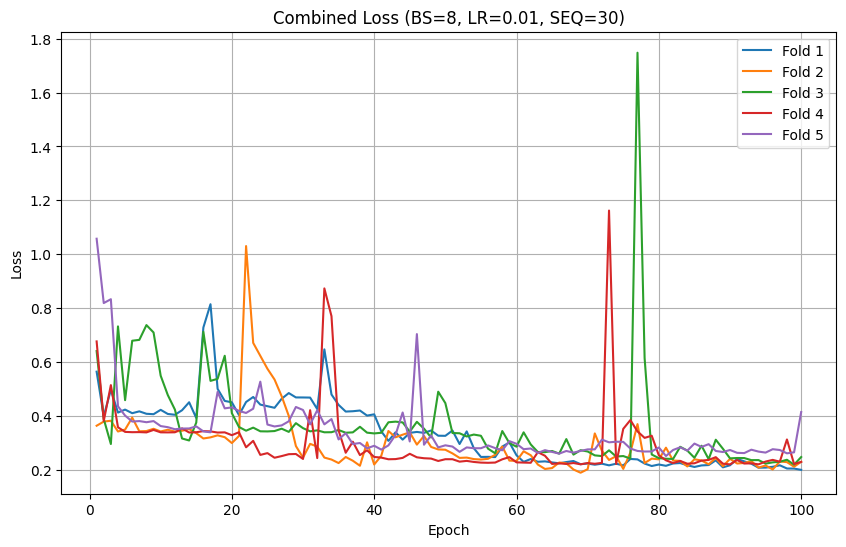 Combined Loss (BS=8, LR=0.01, SEQ=30)
1.8
1.6
1.4
1.2
1.0
0.8
0.6
0.4
0.2
Loss
0 20 40 60 80 100
Epoch
Fold 1
Fold 2
Fold 3
Fold 4
Fold 5